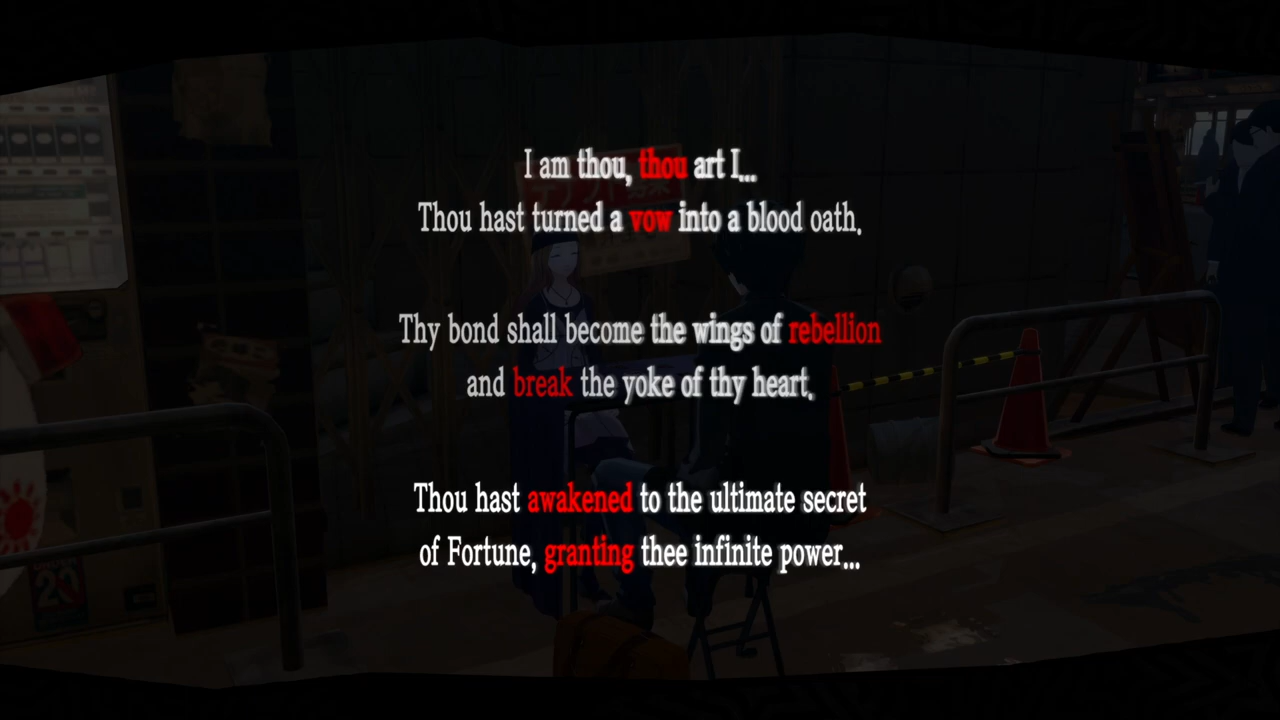 I am thou, thou art I...
Thou hast turned a vow into a blood oath.
Thy bond shall become the wings of rebellion
and break the yoke of thy heart.
Thou hast awakened to the ultimate secret
of Fortune, granting thee infinite power...
20